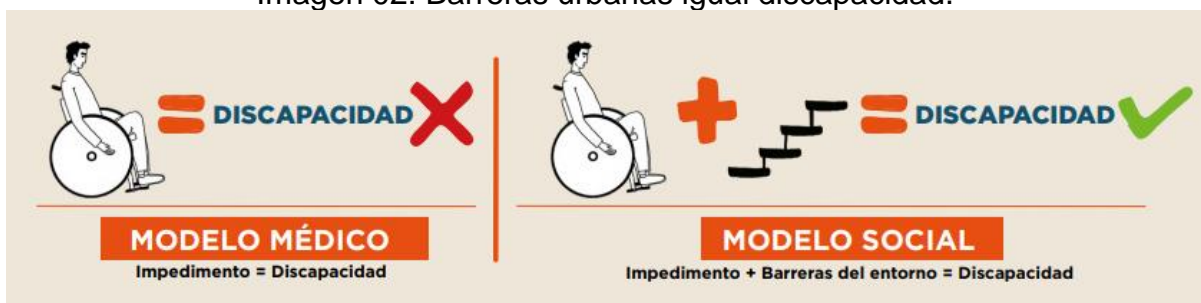 Imagen 02. Barreras urbanas igual discapacidad.
DISCAPACIDAD
MODELO MÉDICO
Impedimento = Discapacidad
DISCAPACIDAD
MODELO SOCIAL
Impedimento + Barreras del entorno = Discapacidad